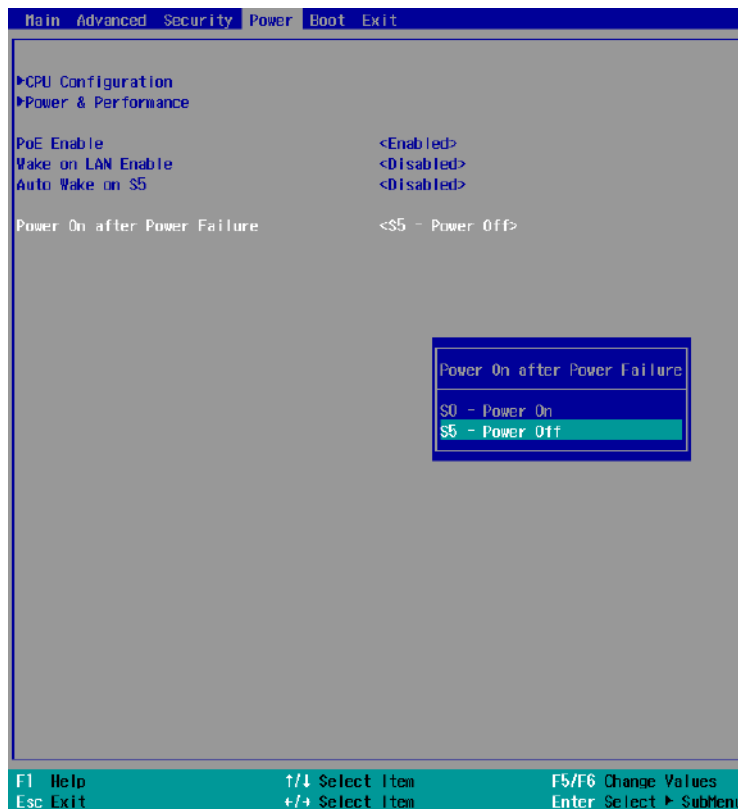 Main Advanced Security Power Boot Exit
►CPU Configuration
►Power & Performance
PoE Enable <Enabled>
Wake on LAN Enable <Disabled>
Auto Wake on S5 <Disabled>
Power On after Power Failure <S5 - Power Off>
Power On after Power Failure
S0 - Power On
S5 - Power Off
F1 Help ↑/↓ Select Item F5/F6 Change Values
Esc Exit ←/→ Select Item Enter Select ► SubMenu